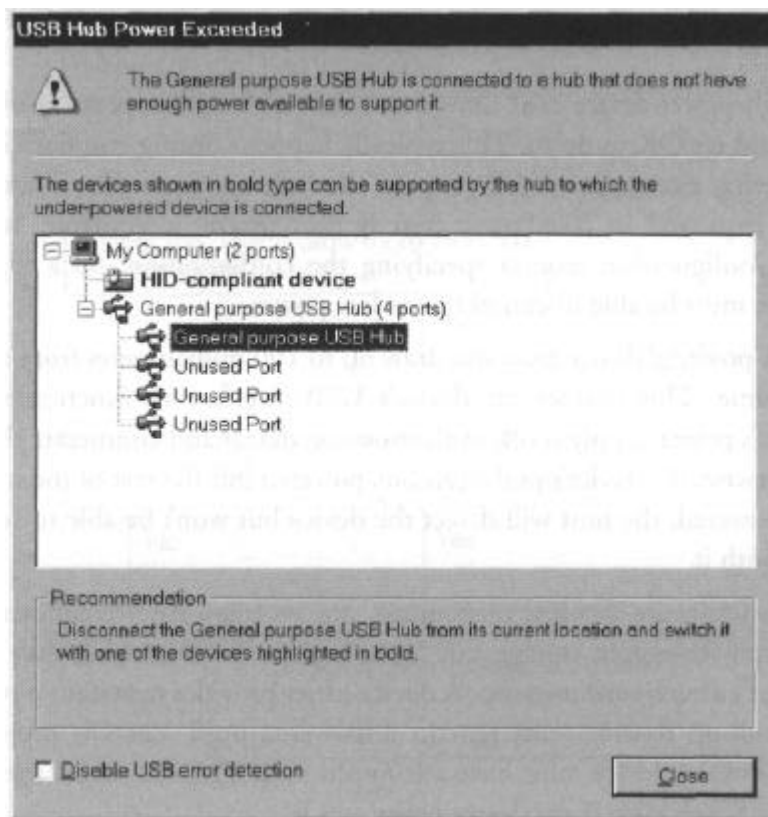 USB Hub Power Exceeded
The General purpose USB Hub is connected to a hub that does not have
enough power available to support it.
The devices shown in bold type can be supported by the hub to which the
under-powered device is connected.
My Computer (2 ports)
HID-compliant device
General purpose USB Hub (4 ports)
General purpose USB Hub
Unused Port
Unused Port
Unused Port
Recommendation
Disconnect the General purpose USB Hub from its current location and switch it
with one of the devices highlighted in bold.
Disable USB error detection
Close